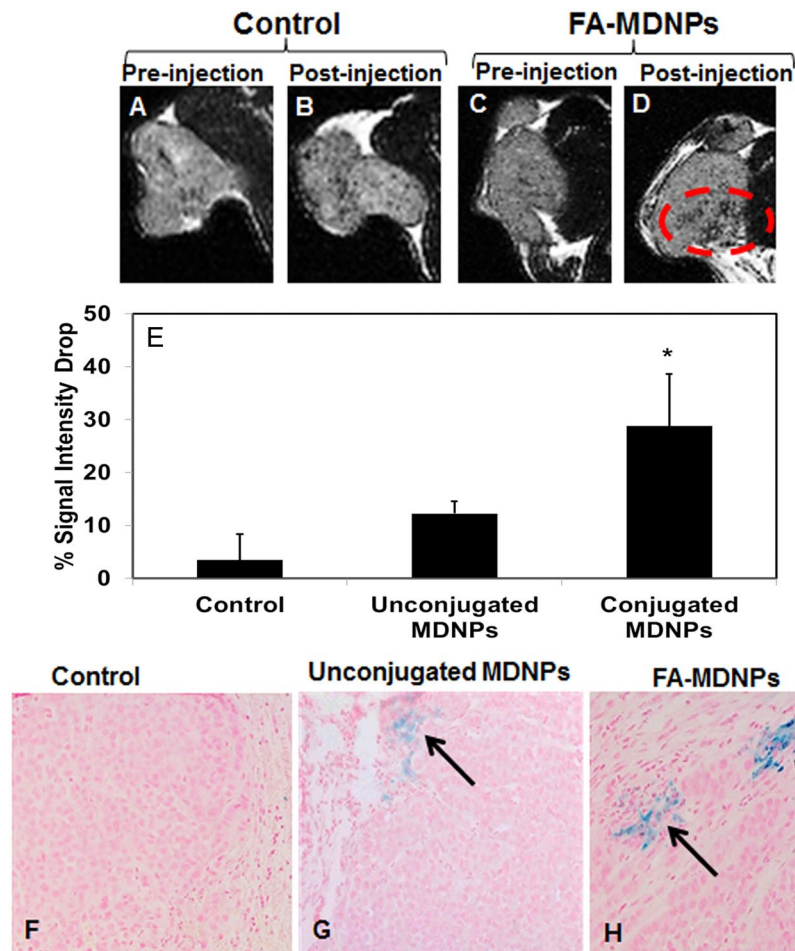 Control FA-MDNPs
Pre-injection Post-injection Pre-injection Post-injection
A B C D
E
% Signal Intensity Drop
50
40
30
20
10
0
*
Control Unconjugated MDNPs Conjugated MDNPs
Control Unconjugated MDNPs FA-MDNPs
F G H